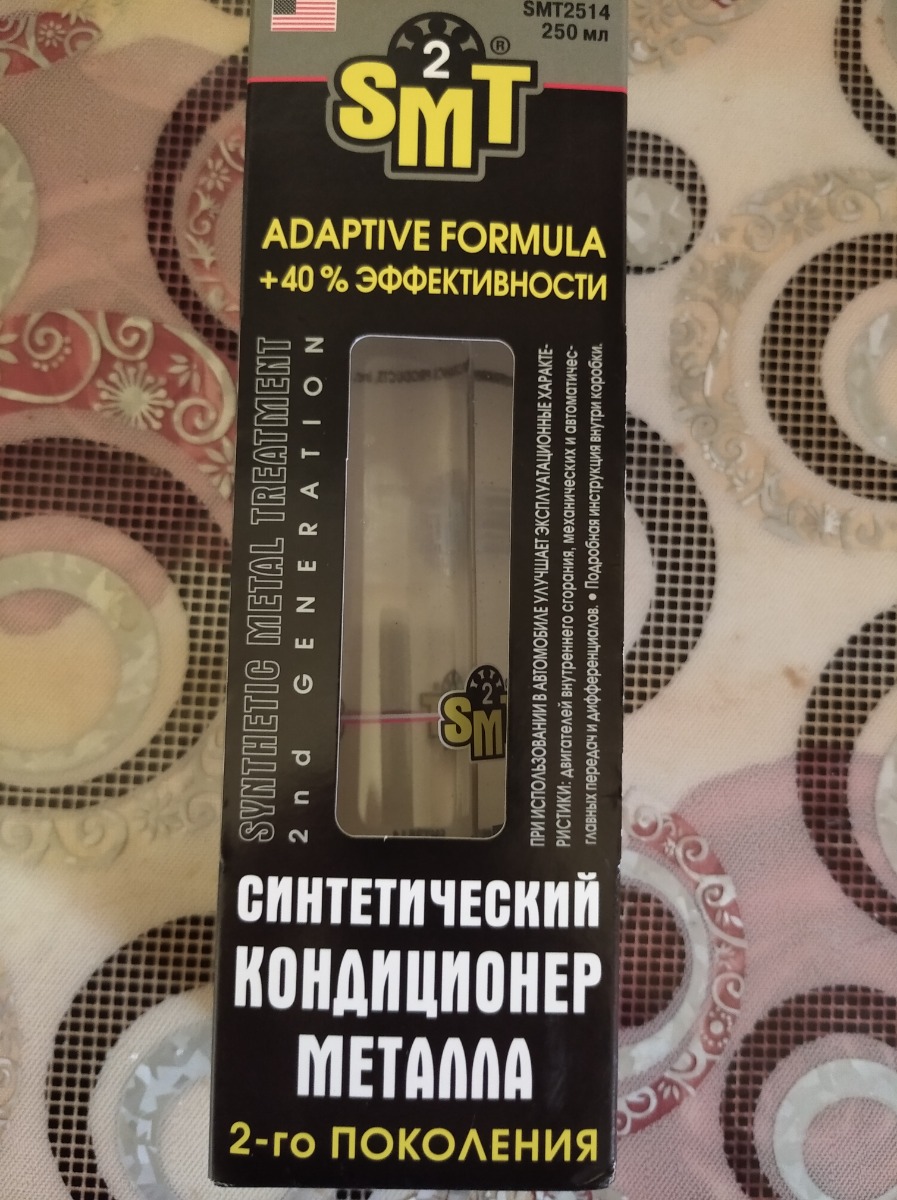 SMT2514
250 мл
2
SMT®
ADAPTIVE FORMULA
+40 % ЭФФЕКТИВНОСТИ
SYNTHETIC METAL TREATMENT
2nd GENERATION
2
SM
ПРИ ИСПОЛЬЗОВАНИИ В АВТОМОБИЛЕ УЛУЧШАЕТ ЭКСПЛУАТАЦИОННЫЕ ХАРАКТЕ-
РИСТИКИ: двигателей внутреннего сгорания, механических и автоматичес-
главных передач и дифференциалов. ● Подробная инструкция внутри коробки.
СИНТЕТИЧЕСКИЙ
КОНДИЦИОНЕР
МЕТАЛЛА
2-го ПОКОЛЕНИЯ